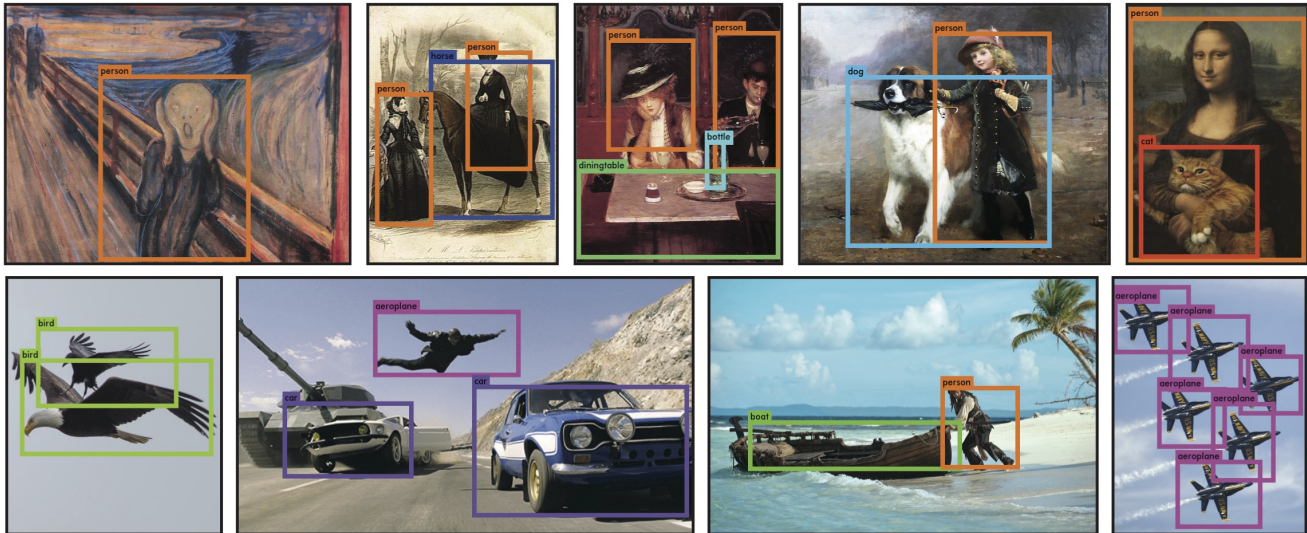 person
person
horse
person
person
person
bottle
diningtable
dog
person
person
cat
bird
bird
aeroplane
car
car
boat
person
aeroplane
aeroplane
aeroplane
aeroplane
aeroplane
aeroplane